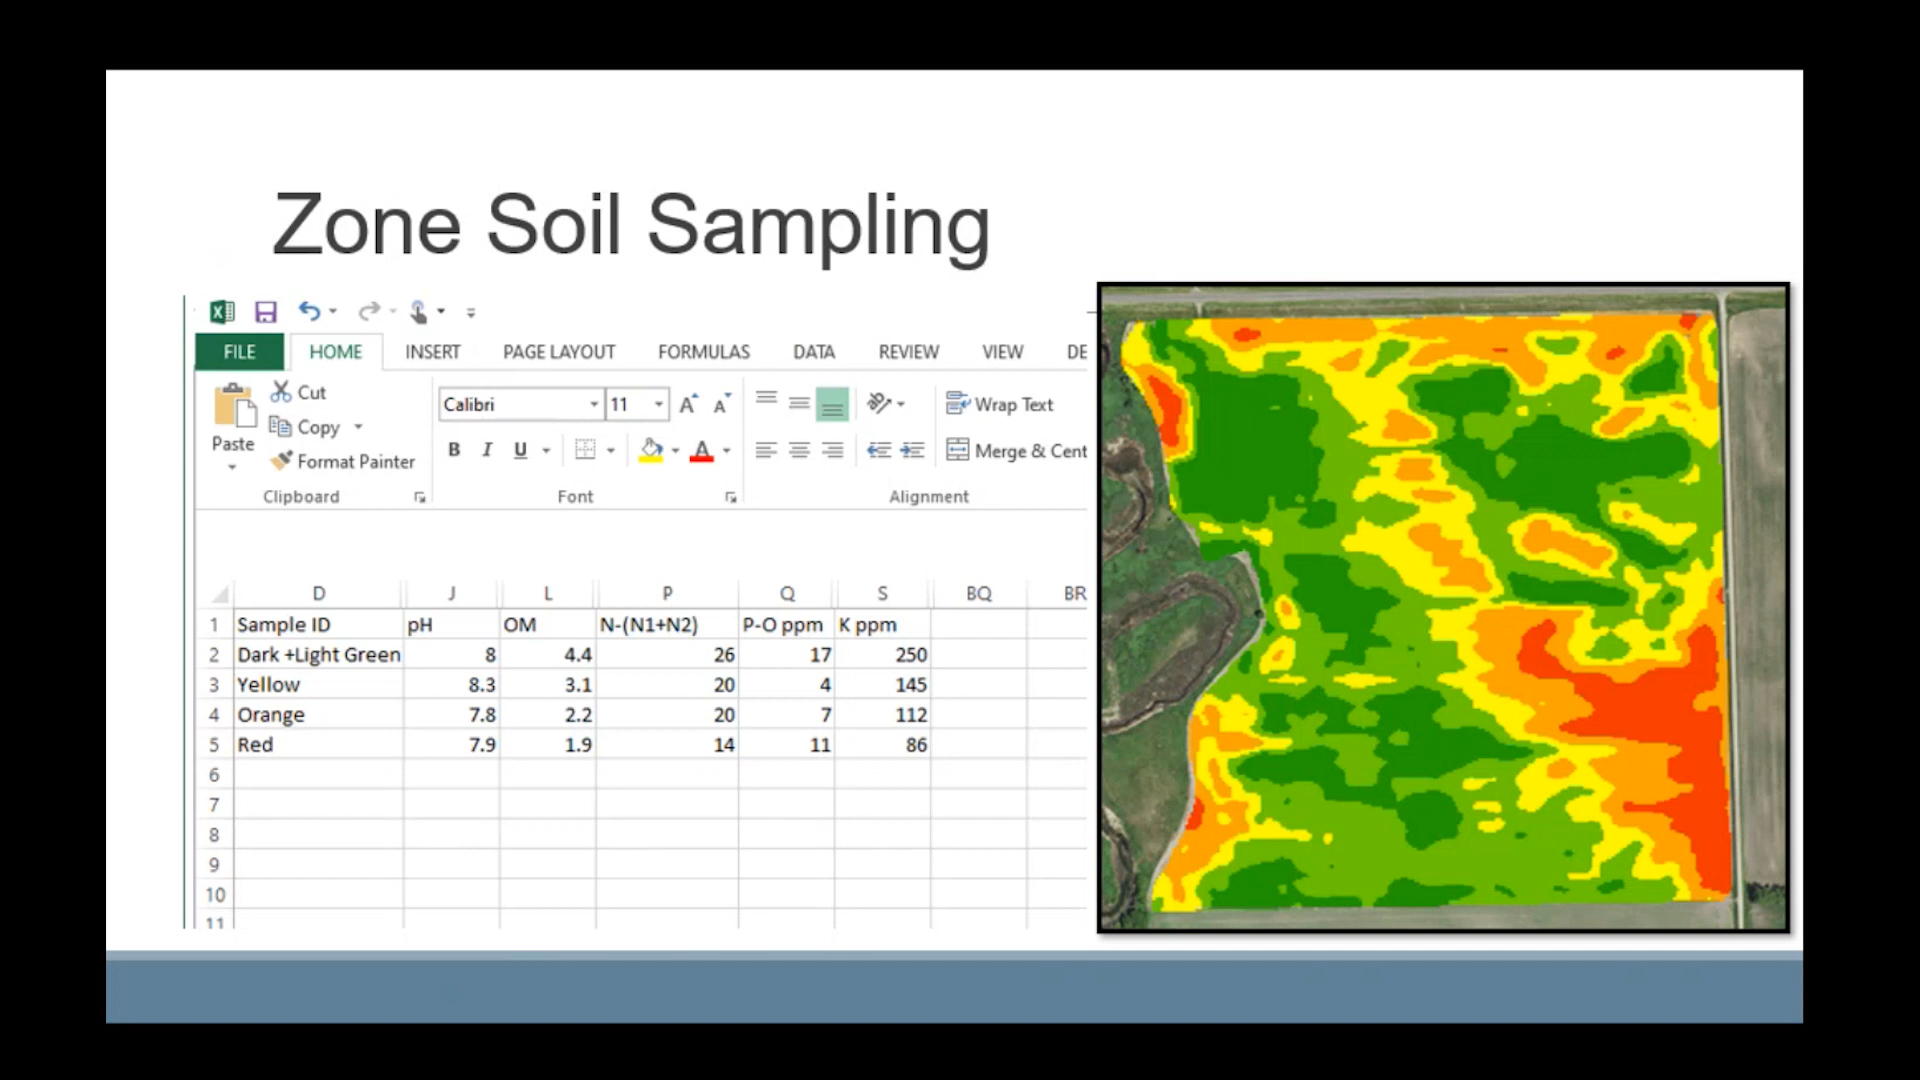 Zone Soil Sampling
FILE HOME INSERT PAGE LAYOUT FORMULAS DATA REVIEW VIEW DE
Paste
Cut
Copy
Format Painter
Clipboard
Calibri 11
B I U
Font
Wrap Text
Merge & Cent
Alignment
D J L P Q S BQ BR
1 Sample ID pH OM N-(N1+N2) P-O ppm K ppm
2 Dark +Light Green 8 4.4 26 17 250
3 Yellow 8.3 3.1 20 4 145
4 Orange 7.8 2.2 20 7 112
5 Red 7.9 1.9 14 11 86
6
7
8
9
10
11